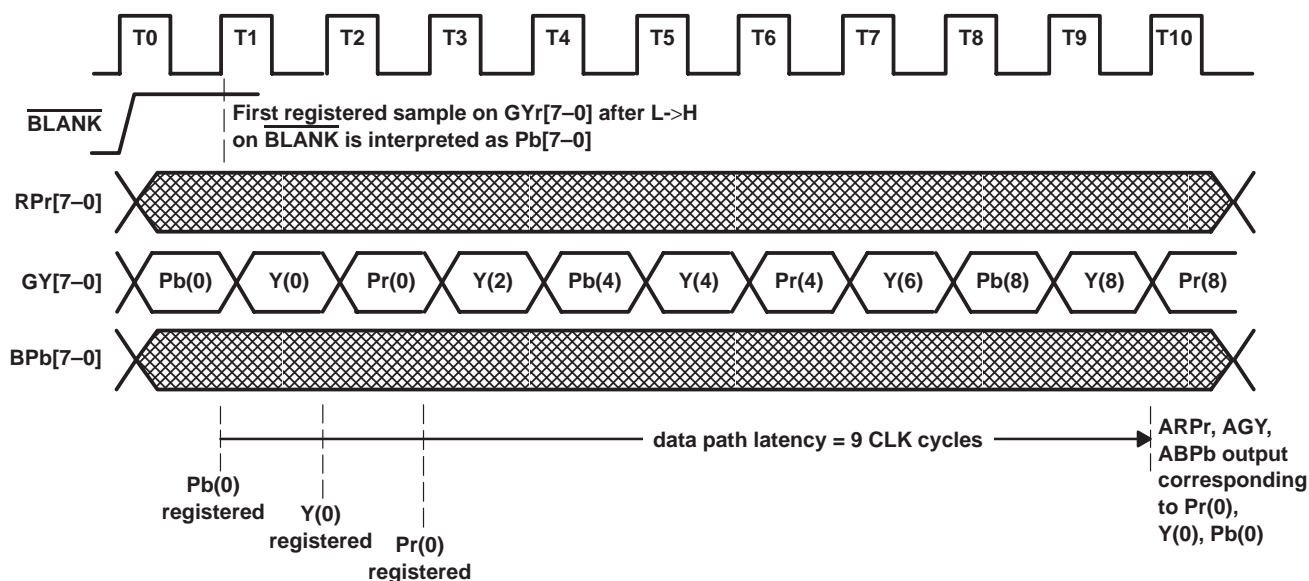 T0 T1 T2 T3 T4 T5 T6 T7 T8 T9 T10
BLANK
First registered sample on GYr[7–0] after L->H
on BLANK is interpreted as Pb[7–0]
RPr[7–0]
GY[7–0] Pb(0) Y(0) Pr(0) Y(2) Pb(4) Y(4) Pr(4) Y(6) Pb(8) Y(8) Pr(8)
BPb[7–0]
data path latency = 9 CLK cycles
ARPr, AGY,
ABPb output
corresponding
to Pr(0),
Y(0), Pb(0)
Pb(0)
registered
Y(0)
registered
Pr(0)
registered